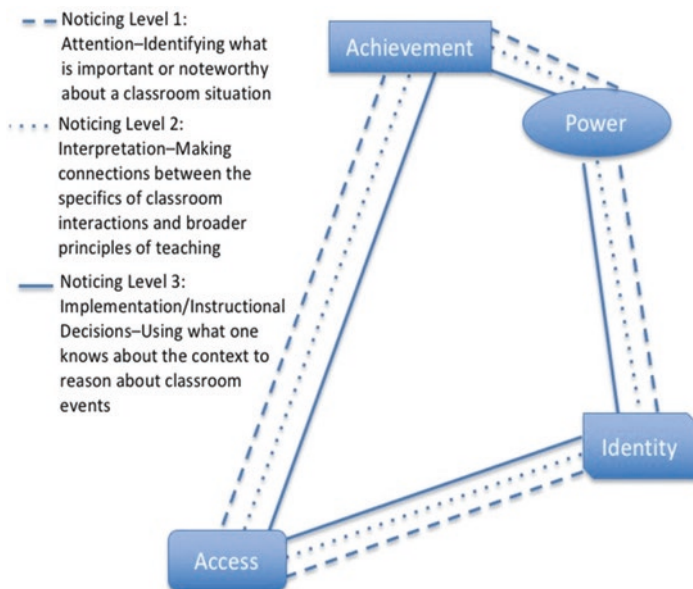 Noticing Level 1:
Attention–Identifying what
is important or noteworthy
about a classroom situation
Noticing Level 2:
Interpretation–Making
connections between the
specifics of classroom
interactions and broader
principles of teaching
Noticing Level 3:
Implementation/Instructional
Decisions–Using what one
knows about the context to
reason about classroom
events
Achievement
Power
Identity
Access